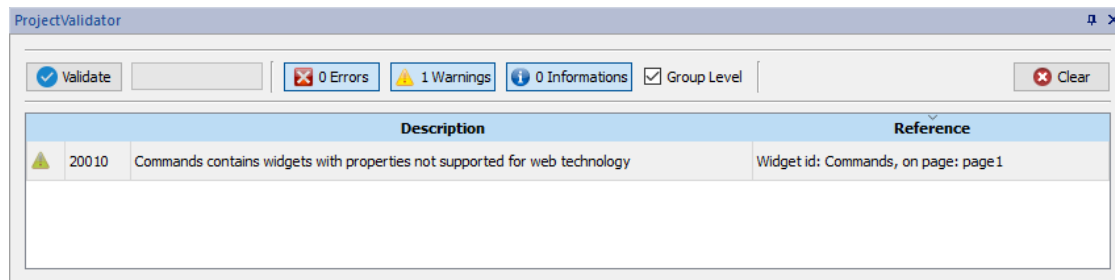 ProjectValidator
Validate 0 Errors 1 Warnings 0 Informations Group Level Clear
Description Reference
20010 Commands contains widgets with properties not supported for web technology Widget id: Commands, on page: page1